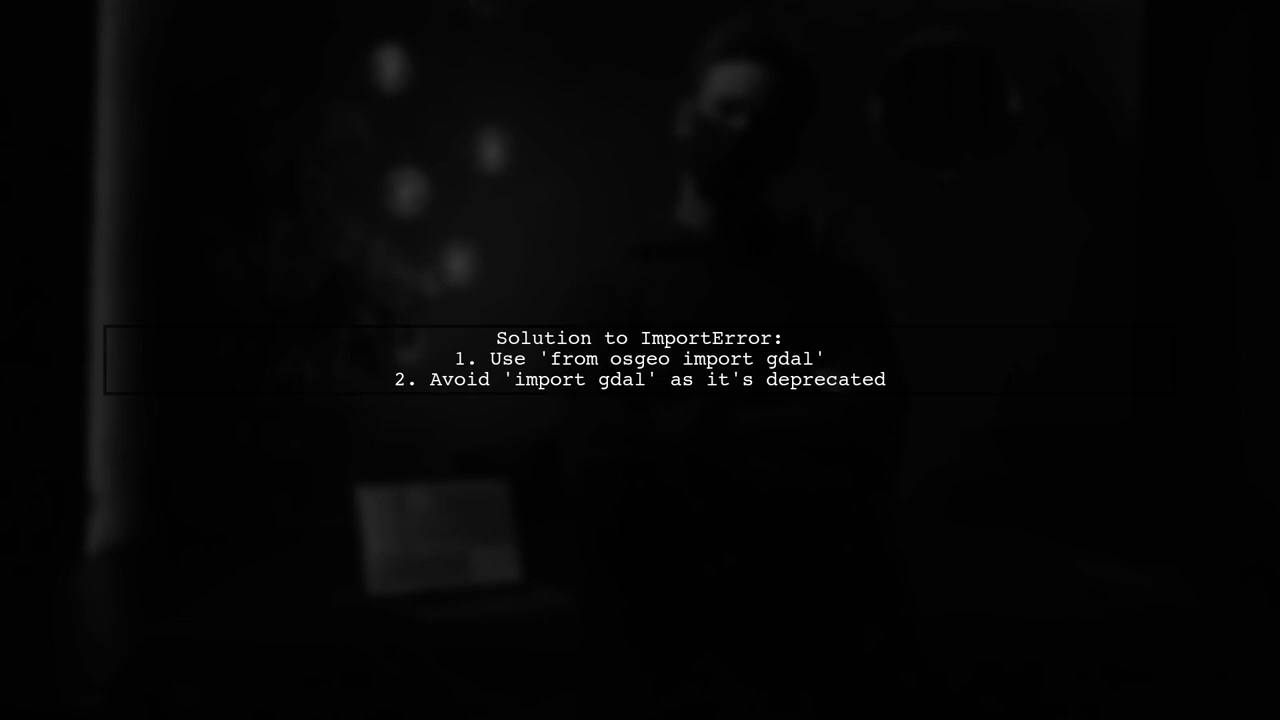 Solution to ImportError:
1. Use 'from osgeo import gdal'
2. Avoid 'import gdal' as it's deprecated